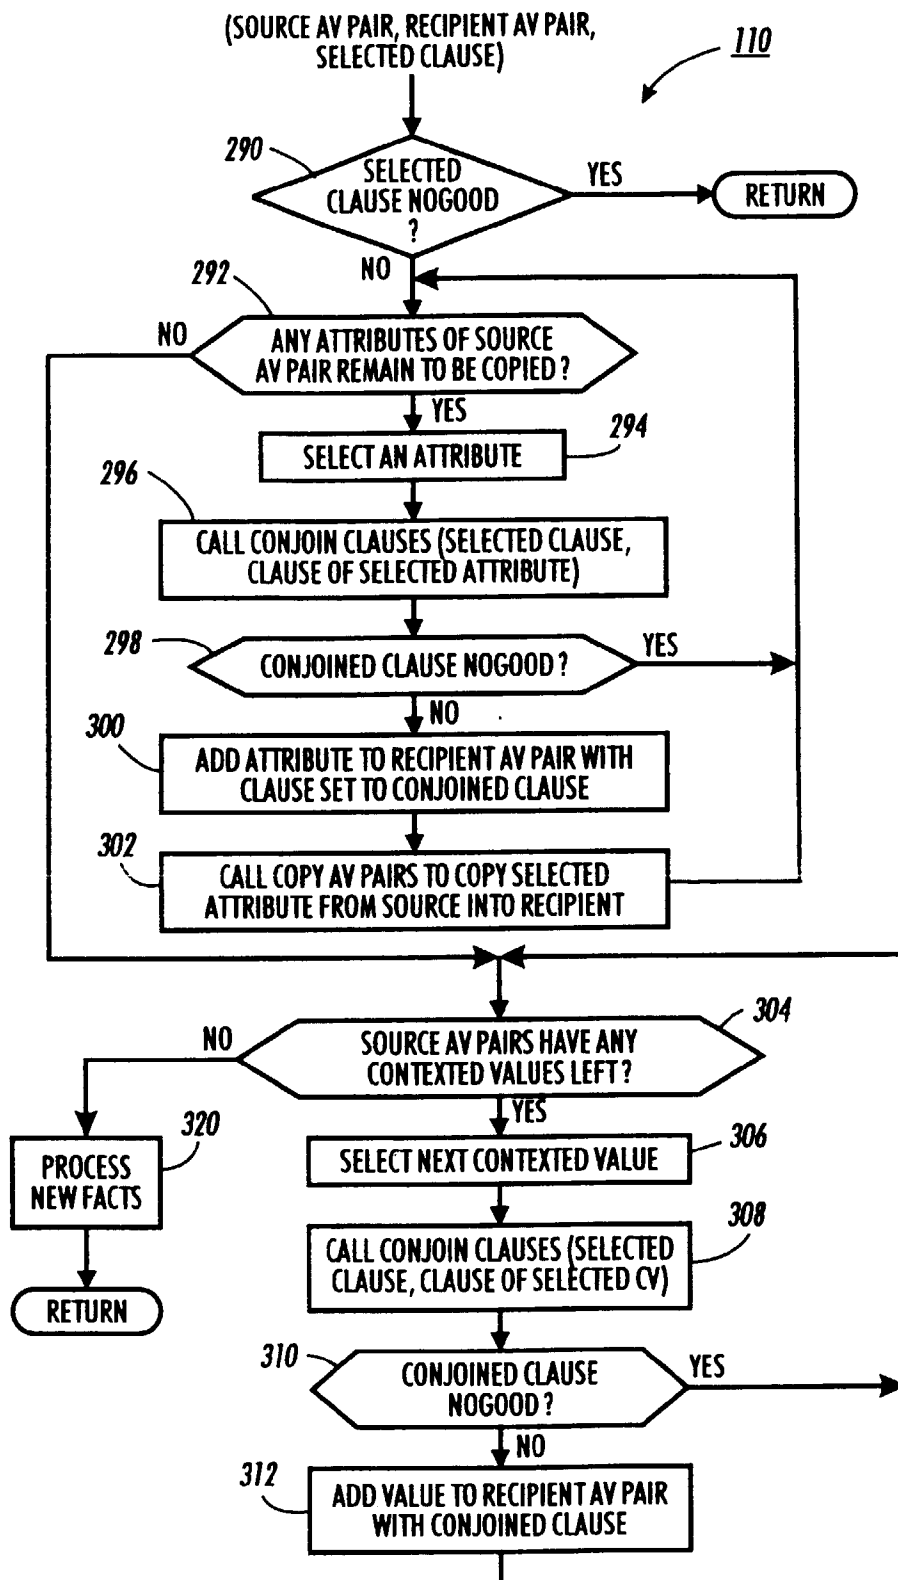 (SOURCE AV PAIR, RECIPIENT AV PAIR,
SELECTED CLAUSE)
110
290
SELECTED
CLAUSE NOGOOD
?
YES
RETURN
NO
292
NO
ANY ATTRIBUTES OF SOURCE
AV PAIR REMAIN TO BE COPIED ?
YES
SELECT AN ATTRIBUTE
294
296
CALL CONJOIN CLAUSES (SELECTED CLAUSE,
CLAUSE OF SELECTED ATTRIBUTE)
298
CONJOINED CLAUSE NOGOOD ?
YES
NO
300
ADD ATTRIBUTE TO RECIPIENT AV PAIR WITH
CLAUSE SET TO CONJOINED CLAUSE
302
CALL COPY AV PAIRS TO COPY SELECTED
ATTRIBUTE FROM SOURCE INTO RECIPIENT
304
NO
SOURCE AV PAIRS HAVE ANY
CONTEXTED VALUES LEFT ?
YES
320
PROCESS
NEW FACTS
RETURN
306
SELECT NEXT CONTEXTED VALUE
308
CALL CONJOIN CLAUSES (SELECTED
CLAUSE, CLAUSE OF SELECTED CV)
310
CONJOINED CLAUSE
NOGOOD ?
YES
NO
312
ADD VALUE TO RECIPIENT AV PAIR
WITH CONJOINED CLAUSE